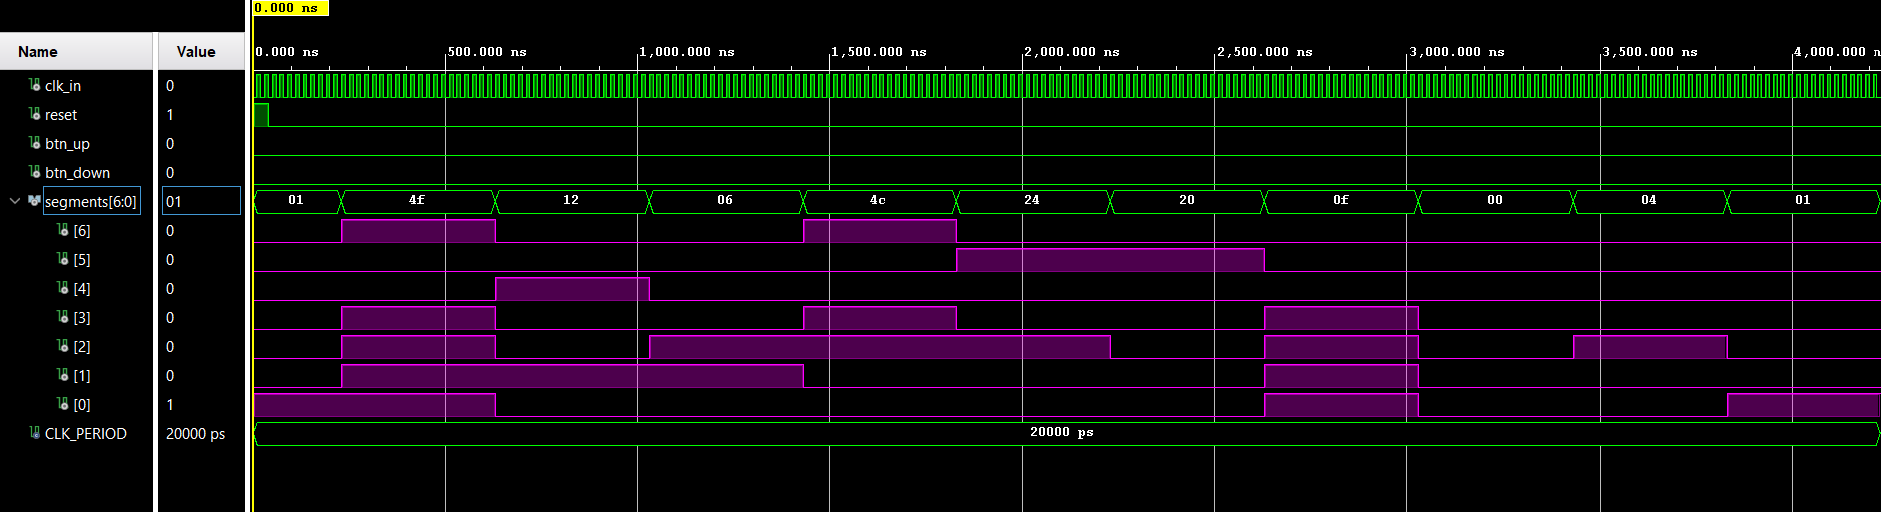 0.000 ns
Name Value
0.000 ns 500.000 ns 1,000.000 ns 1,500.000 ns 2,000.000 ns 2,500.000 ns 3,000.000 ns 3,500.000 ns 4,000.000 n
clk_in 0
reset 1
btn_up 0
btn_down 0
segments[6:0] 01 01 4f 12 06 4c 24 20 0f 00 04 01
[6] 0
[5] 0
[4] 0
[3] 0
[2] 0
[1] 0
[0] 1
CLK_PERIOD 20000 ps 20000 ps